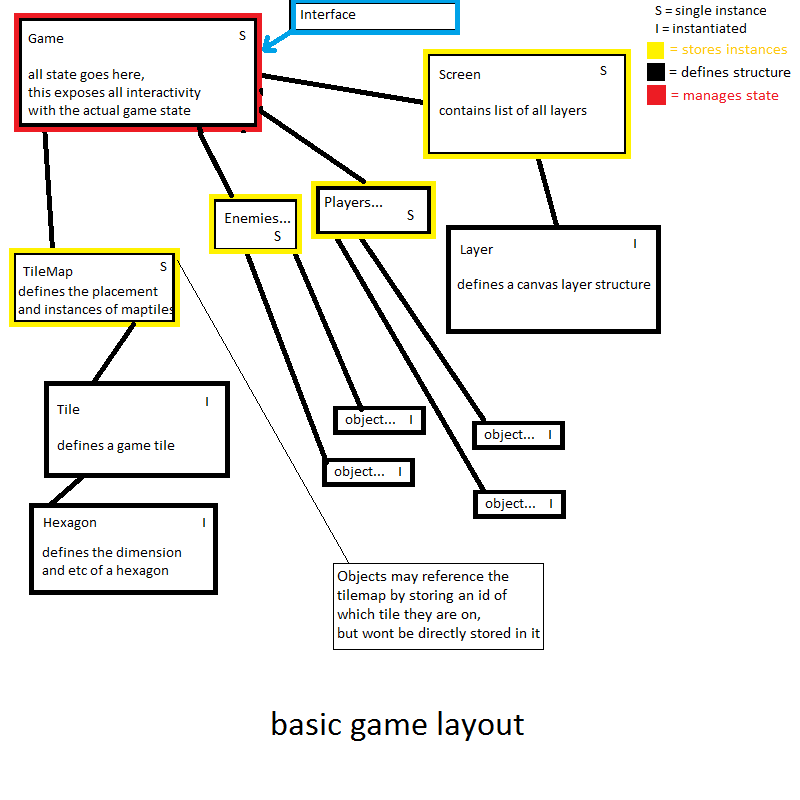 Interface
S = single instance
I = instantiated
= stores instances
= defines structure
= manages state
Game S
all state goes here,
this exposes all interactivity
with the actual game state
Screen S
contains list of all layers
Enemies...
S
Players...
S
TileMap S
defines the placement
and instances of maptiles
Layer I
defines a canvas layer structure
Tile I
defines a game tile
object... I
object... I
object... I
object... I
Hexagon I
defines the dimension
and etc of a hexagon
Objects may reference the
tilemap by storing an id of
which tile they are on,
but wont be directly stored in it
basic game layout